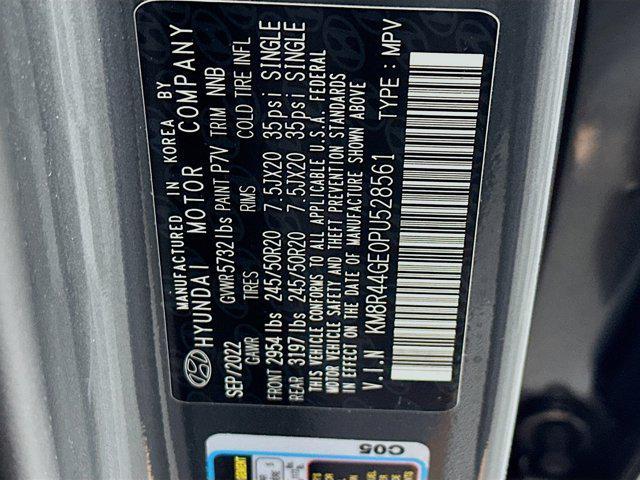 MANUFACTURED IN KOREA BY
HYUNDAI MOTOR COMPANY
SEP/2022 GVWR5732lbs PAINT P7V TRIM NNB
GAWR TIRES RIMS COLD TIRE INFL
FRONT 2954 lbs 245/50R20 7.5JX20 35psi SINGLE
REAR 3197 lbs 245/50R20 7.5JX20 35psi SINGLE
THIS VEHICLE CONFORMS TO ALL APPLICABLE U.S.A. FEDERAL
MOTOR VEHICLE SAFETY AND THEFT PREVENTION STANDARDS
IN EFFECT ON THE DATE OF MANUFACTURE SHOWN ABOVE
V.I.N KM8R44GE0PU528561 TYPE : MPV
C05